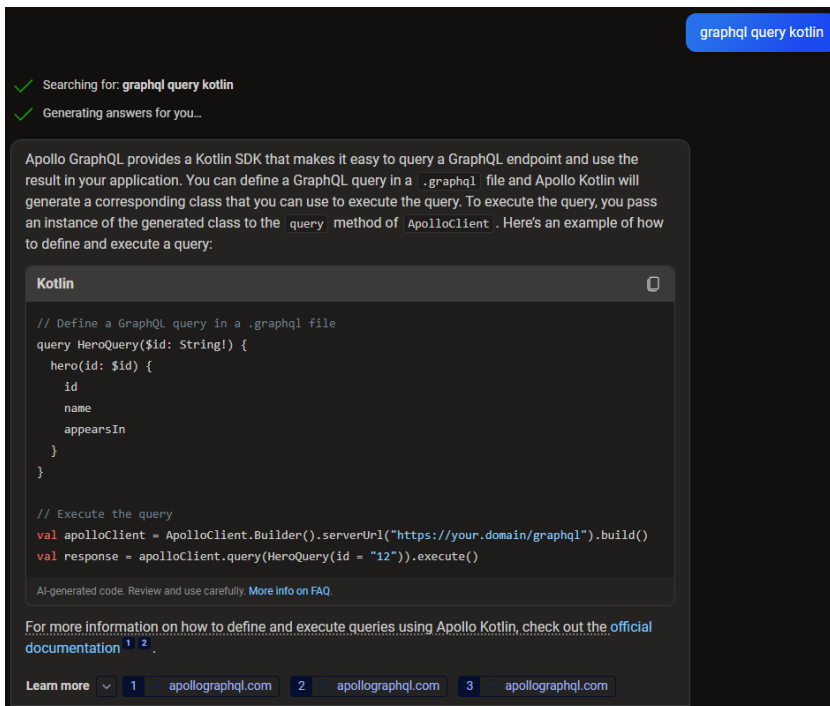 graphql query kotlin
Searching for: graphql query kotlin
Generating answers for you...
Apollo GraphQL provides a Kotlin SDK that makes it easy to query a GraphQL endpoint and use the
result in your application. You can define a GraphQL query in a .graphql file and Apollo Kotlin will
generate a corresponding class that you can use to execute the query. To execute the query, you pass
an instance of the generated class to the query method of ApolloClient. Here's an example of how
to define and execute a query:
Kotlin
// Define a GraphQL query in a .graphql file
query HeroQuery($id: String!) {
  hero(id: $id) {
    id
    name
    appearsIn
  }
}
// Execute the query
val apolloClient = ApolloClient.Builder().serverUrl("https://your.domain/graphql").build()
val response = apolloClient.query(HeroQuery(id = "12")).execute()
AI-generated code. Review and use carefully. More info on FAQ.
For more information on how to define and execute queries using Apollo Kotlin, check out the official
documentation 1 2 .
Learn more 1 apollographql.com 2 apollographql.com 3 apollographql.com